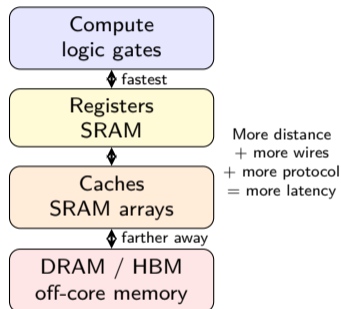 Compute
logic gates
fastest
Registers
SRAM
More distance
+ more wires
+ more protocol
= more latency
Caches
SRAM arrays
farther away
DRAM / HBM
off-core memory